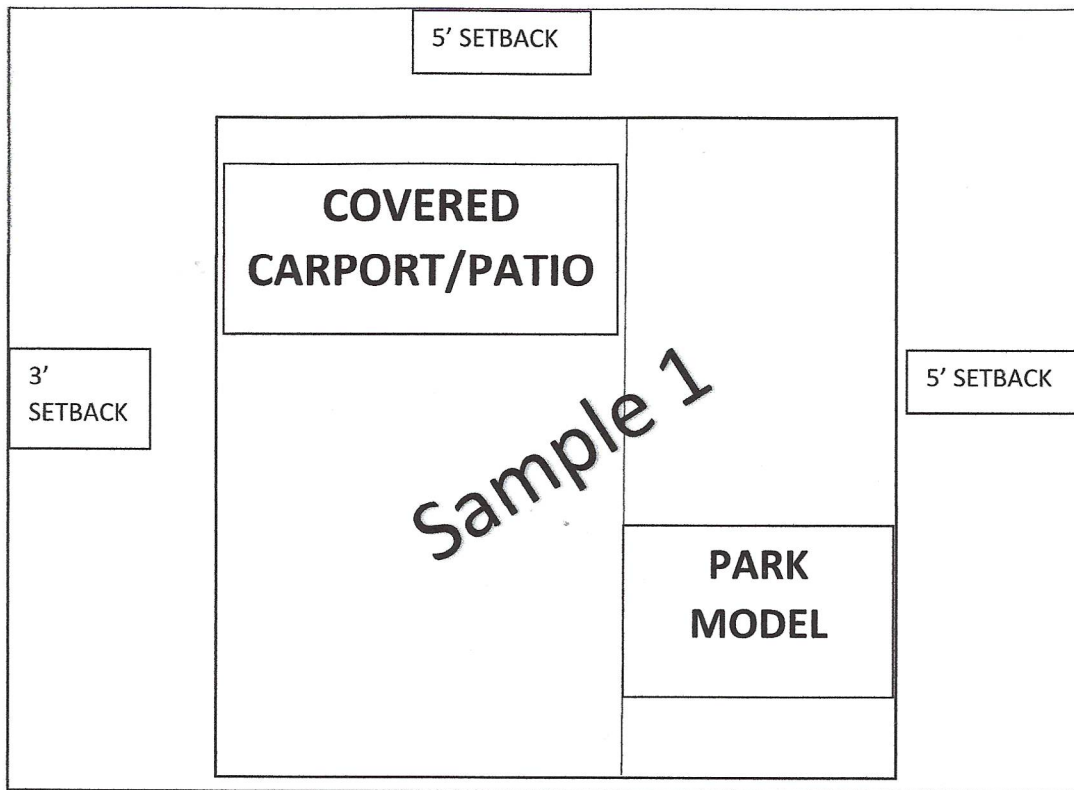 5’ SETBACK
COVERED
CARPORT/PATIO
3’
SETBACK
5’ SETBACK
Sample 1
PARK
MODEL